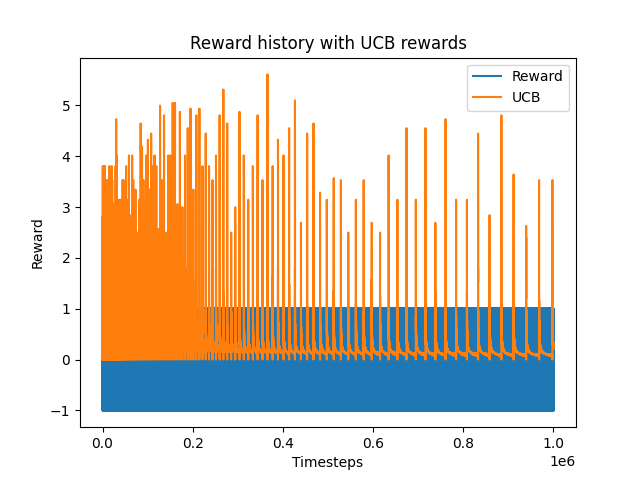 Reward history with UCB rewards
Reward
UCB
5
4
3
2
1
0
−1
Reward
0.0 0.2 0.4 0.6 0.8 1.0
1e6
Timesteps